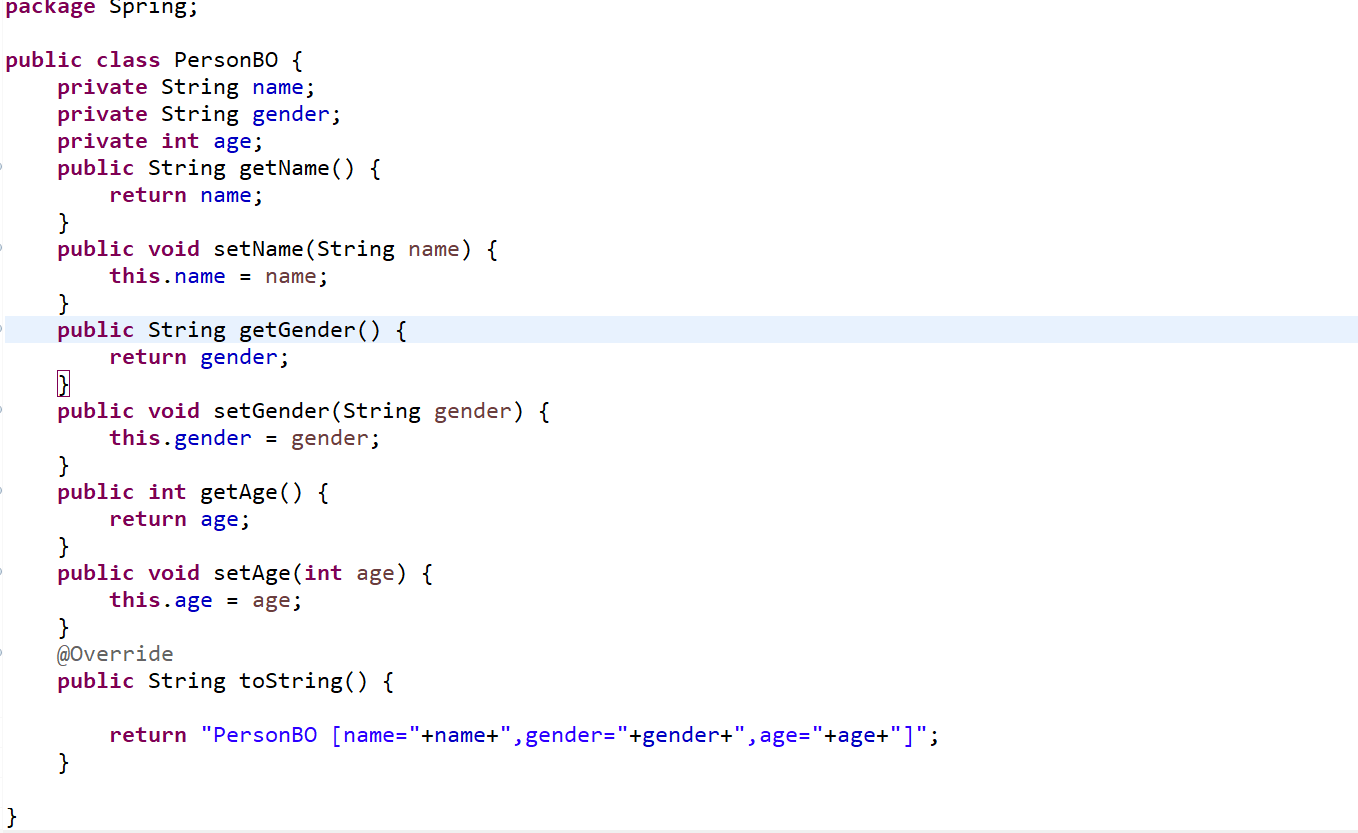 package Spring;
public class PersonBO {
private String name;
private String gender;
private int age;
public String getName() {
return name;
}
public void setName(String name) {
this.name = name;
}
public String getGender() {
return gender;
}
public void setGender(String gender) {
this.gender = gender;
}
public int getAge() {
return age;
}
public void setAge(int age) {
this.age = age;
}
@Override
public String toString() {
return "PersonBO [name="+name+",gender="+gender+",age="+age+"]";
}
}